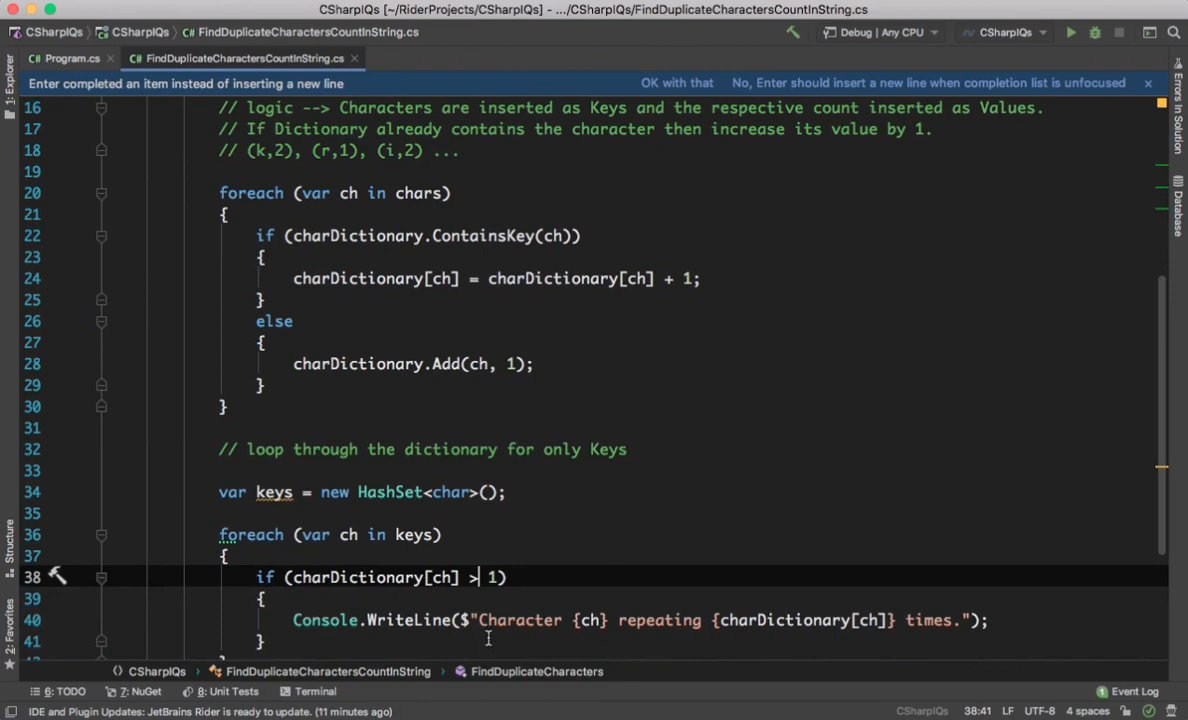 CSharpIQs [~/RiderProjects/CSharpIQs] - .../CSharpIQs/FindDuplicateCharactersCountInString.cs
CSharpIQs CSharpIQs FindDuplicateCharactersCountInString.cs Debug | Any CPU CSharpIQs
1: Explorer
Program.cs FindDuplicateCharactersCountInString.cs
Enter completed an item instead of inserting a new line OK with that No, Enter should insert a new line when completion list is unfocused
16 // logic --> Characters are inserted as Keys and the respective count inserted as Values.
17 // If Dictionary already contains the character then increase its value by 1.
18 // (k,2), (r,1), (i,2) ...
19
20 foreach (var ch in chars)
21 {
22 if (charDictionary.ContainsKey(ch))
23 {
24 charDictionary[ch] = charDictionary[ch] + 1;
25 }
26 else
27 {
28 charDictionary.Add(ch, 1);
29 }
30 }
31
32 // loop through the dictionary for only Keys
33
34 var keys = new HashSet<char>();
35
36 foreach (var ch in keys)
37 {
38 if (charDictionary[ch] > 1)
39 {
40 Console.WriteLine($"Character {ch} repeating {charDictionary[ch]} times.");
41 }
Errors In Solution
Database
Structure
2: Favorites
CSharpIQs FindDuplicateCharactersCountInString FindDuplicateCharacters
6: TODO 7: NuGet 8: Unit Tests Terminal 1 Event Log
IDE and Plugin Updates: JetBrains Rider is ready to update. (11 minutes ago) CSharpIQs 38:41 LF UTF-8 4 spaces